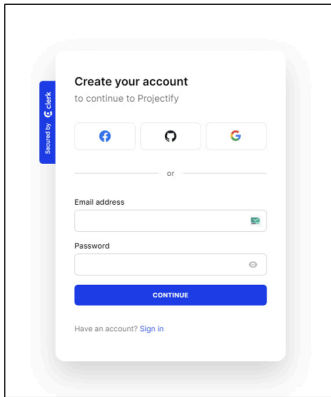 Create your account
to continue to Projectify
Secured by clerk
or
Email address
Password
CONTINUE
Have an account? Sign in